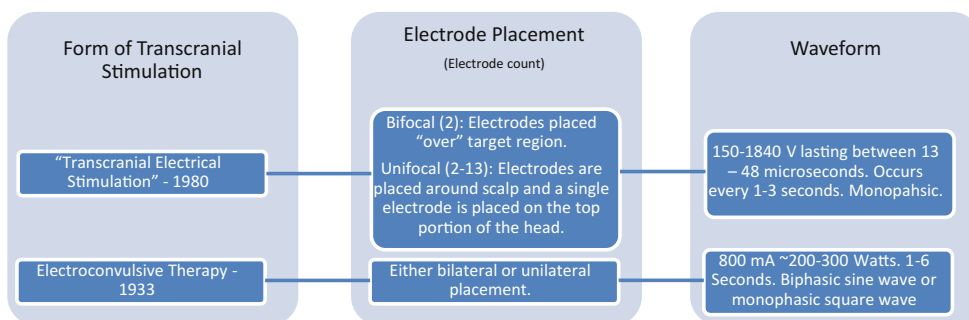 Form of Transcranial
Stimulation
Electrode Placement
(Electrode count)
Waveform
“Transcranial Electrical
Stimulation” - 1980
Bifocal (2): Electrodes placed
“over” target region.
Unifocal (2-13): Electrodes are
placed around scalp and a single
electrode is placed on the top
portion of the head.
150-1840 V lasting between 13
– 48 microseconds. Occurs
every 1-3 seconds. Monopahsic.
Electroconvulsive Therapy -
1933
Either bilateral or unilateral
placement.
800 mA ~200-300 Watts. 1-6
Seconds. Biphasic sine wave or
monophasic square wave